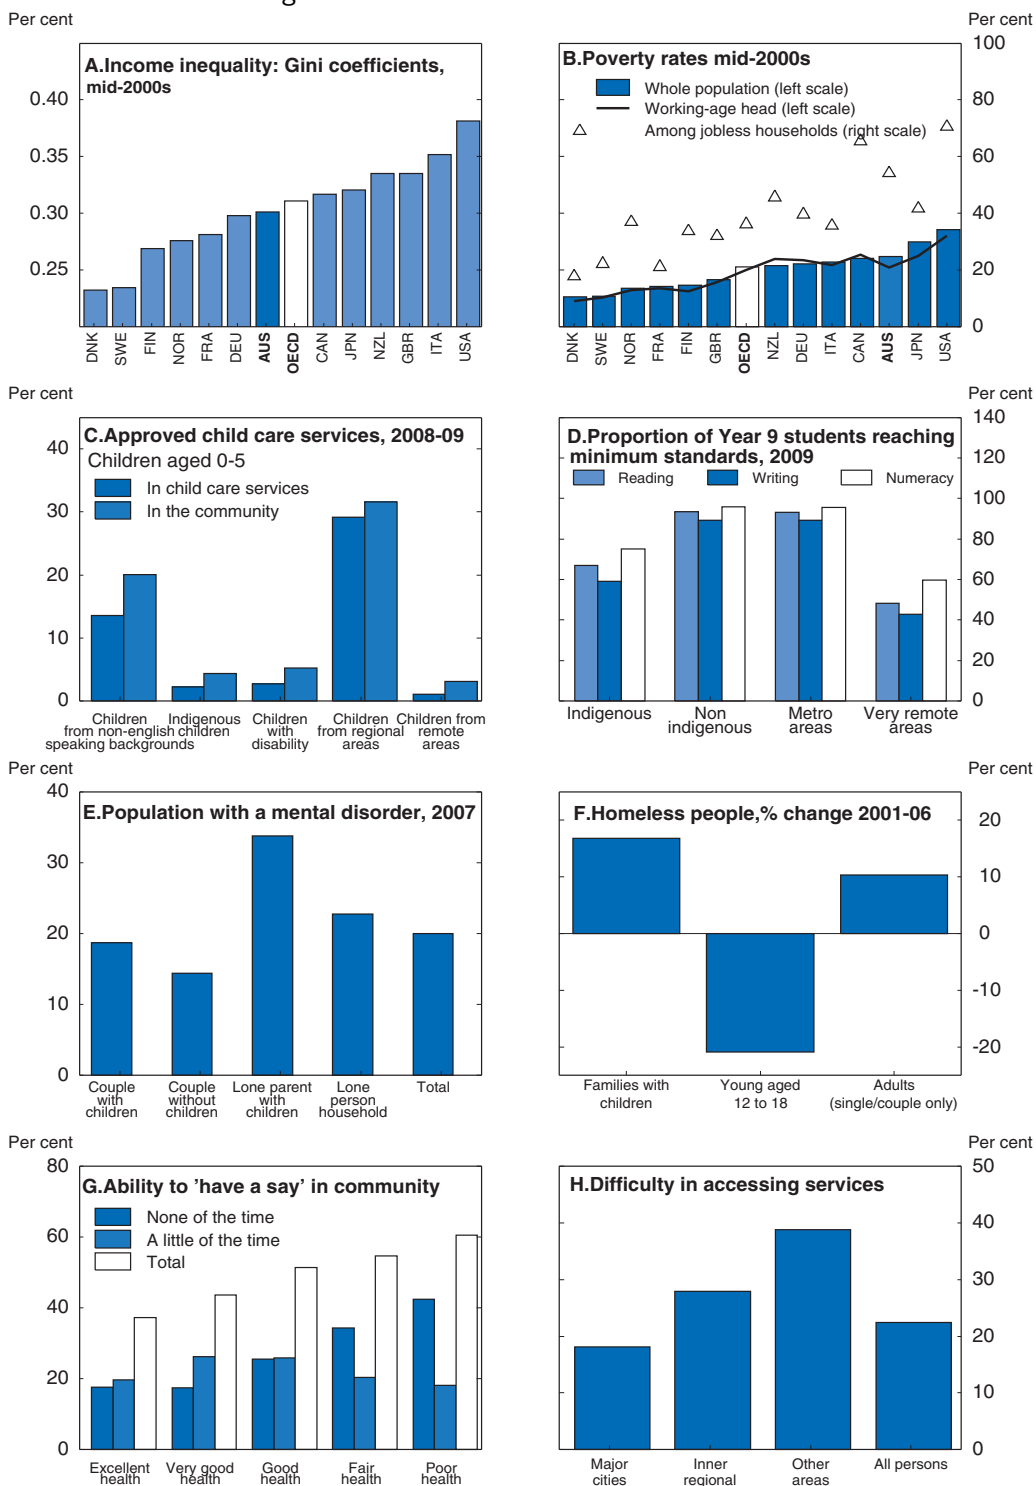 Per cent
Per cent
A.Income inequality: Gini coefficients,
mid-2000s
0.40
0.35
0.30
0.25
DNK
SWE
FIN
NOR
FRA
DEU
AUS
OECD
CAN
JPN
NZL
GBR
ITA
USA
B.Poverty rates mid-2000s
Whole population (left scale)
Working-age head (left scale)
Among jobless households (right scale)
100
80
60
40
20
0
DNK
SWE
NOR
FRA
FIN
GBR
OECD
NZL
DEU
ITA
CAN
AUS
JPN
USA
Per cent
Per cent
C.Approved child care services, 2008-09
Children aged 0-5
In child care services
In the community
40
30
20
10
0
Children
from non-english
speaking backgrounds
Indigenous
children
Children
with
disability
Children
from regional
areas
Children from
remote
areas
D.Proportion of Year 9 students reaching
minimum standards, 2009
Reading
Writing
Numeracy
140
120
100
80
60
40
20
0
Indigenous
Non
indigenous
Metro
areas
Very remote
areas
Per cent
Per cent
E.Population with a mental disorder, 2007
40
30
20
10
0
Couple
with
children
Couple
without
children
Lone parent
with
children
Lone
person
household
Total
F.Homeless people,% change 2001-06
20
10
0
-10
-20
Families with
children
Young aged
12 to 18
Adults
(single/couple only)
Per cent
Per cent
G.Ability to ’have a say’ in community
None of the time
A little of the time
Total
80
60
40
20
0
Excellent
health
Very good
health
Good
health
Fair
health
Poor
health
H.Difficulty in accessing services
50
40
30
20
10
0
Major
cities
Inner
regional
Other
areas
All persons